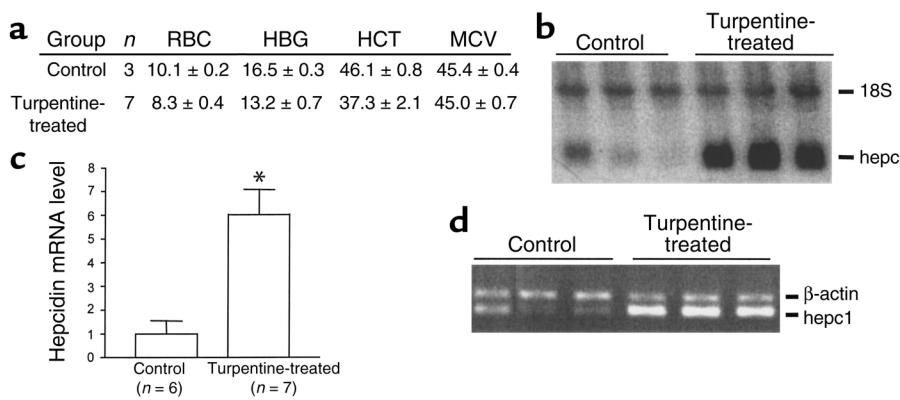 a
Group n RBC HBG HCT MCV
Control 3 10.1 ± 0.2 16.5 ± 0.3 46.1 ± 0.8 45.4 ± 0.4
Turpentine- 7 8.3 ± 0.4 13.2 ± 0.7 37.3 ± 2.1 45.0 ± 0.7
treated
b
Control
Turpentine-
treated
18S
hepc
c
Hepcidin mRNA level
8
7
6
5
4
3
2
1
0
*
Control
(n = 6)
Turpentine-treated
(n = 7)
d
Control
Turpentine-
treated
β-actin
hepc1